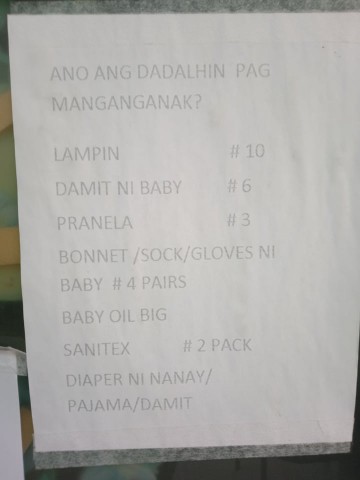 ANO ANG DADALHIN PAG
MANGANGANAK?
LAMPIN # 10
DAMIT NI BABY # 6
PRANELA # 3
BONNET /SOCK/GLOVES NI
BABY # 4 PAIRS
BABY OIL BIG
SANITEX # 2 PACK
DIAPER NI NANAY/
PAJAMA/DAMIT